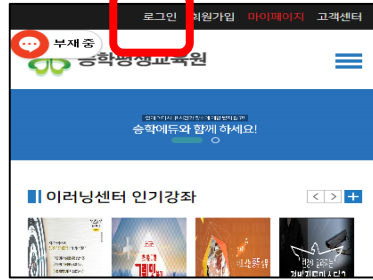 로그인 회원가입 마이페이지 고객센터
부재 중
승학평생교육원
승학에듀와 함께 하세요!
이러닝센터 인기강좌